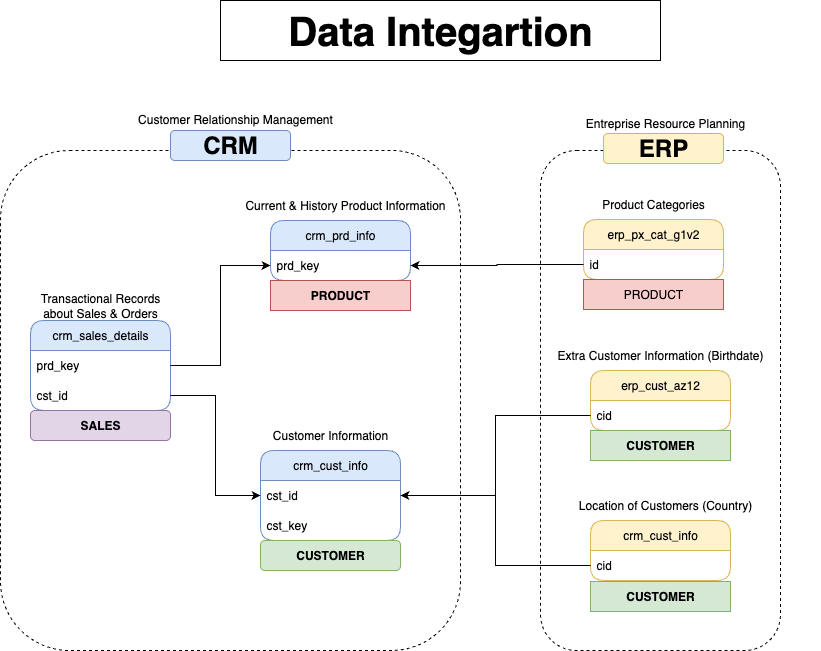 Data Integartion
Customer Relationship Management
CRM
Entreprise Resource Planning
ERP
Current & History Product Information
crm_prd_info
prd_key
PRODUCT
Product Categories
erp_px_cat_g1v2
id
PRODUCT
Transactional Records
about Sales & Orders
crm_sales_details
prd_key
cst_id
SALES
Extra Customer Information (Birthdate)
erp_cust_az12
cid
CUSTOMER
Customer Information
crm_cust_info
cst_id
cst_key
CUSTOMER
Location of Customers (Country)
crm_cust_info
cid
CUSTOMER